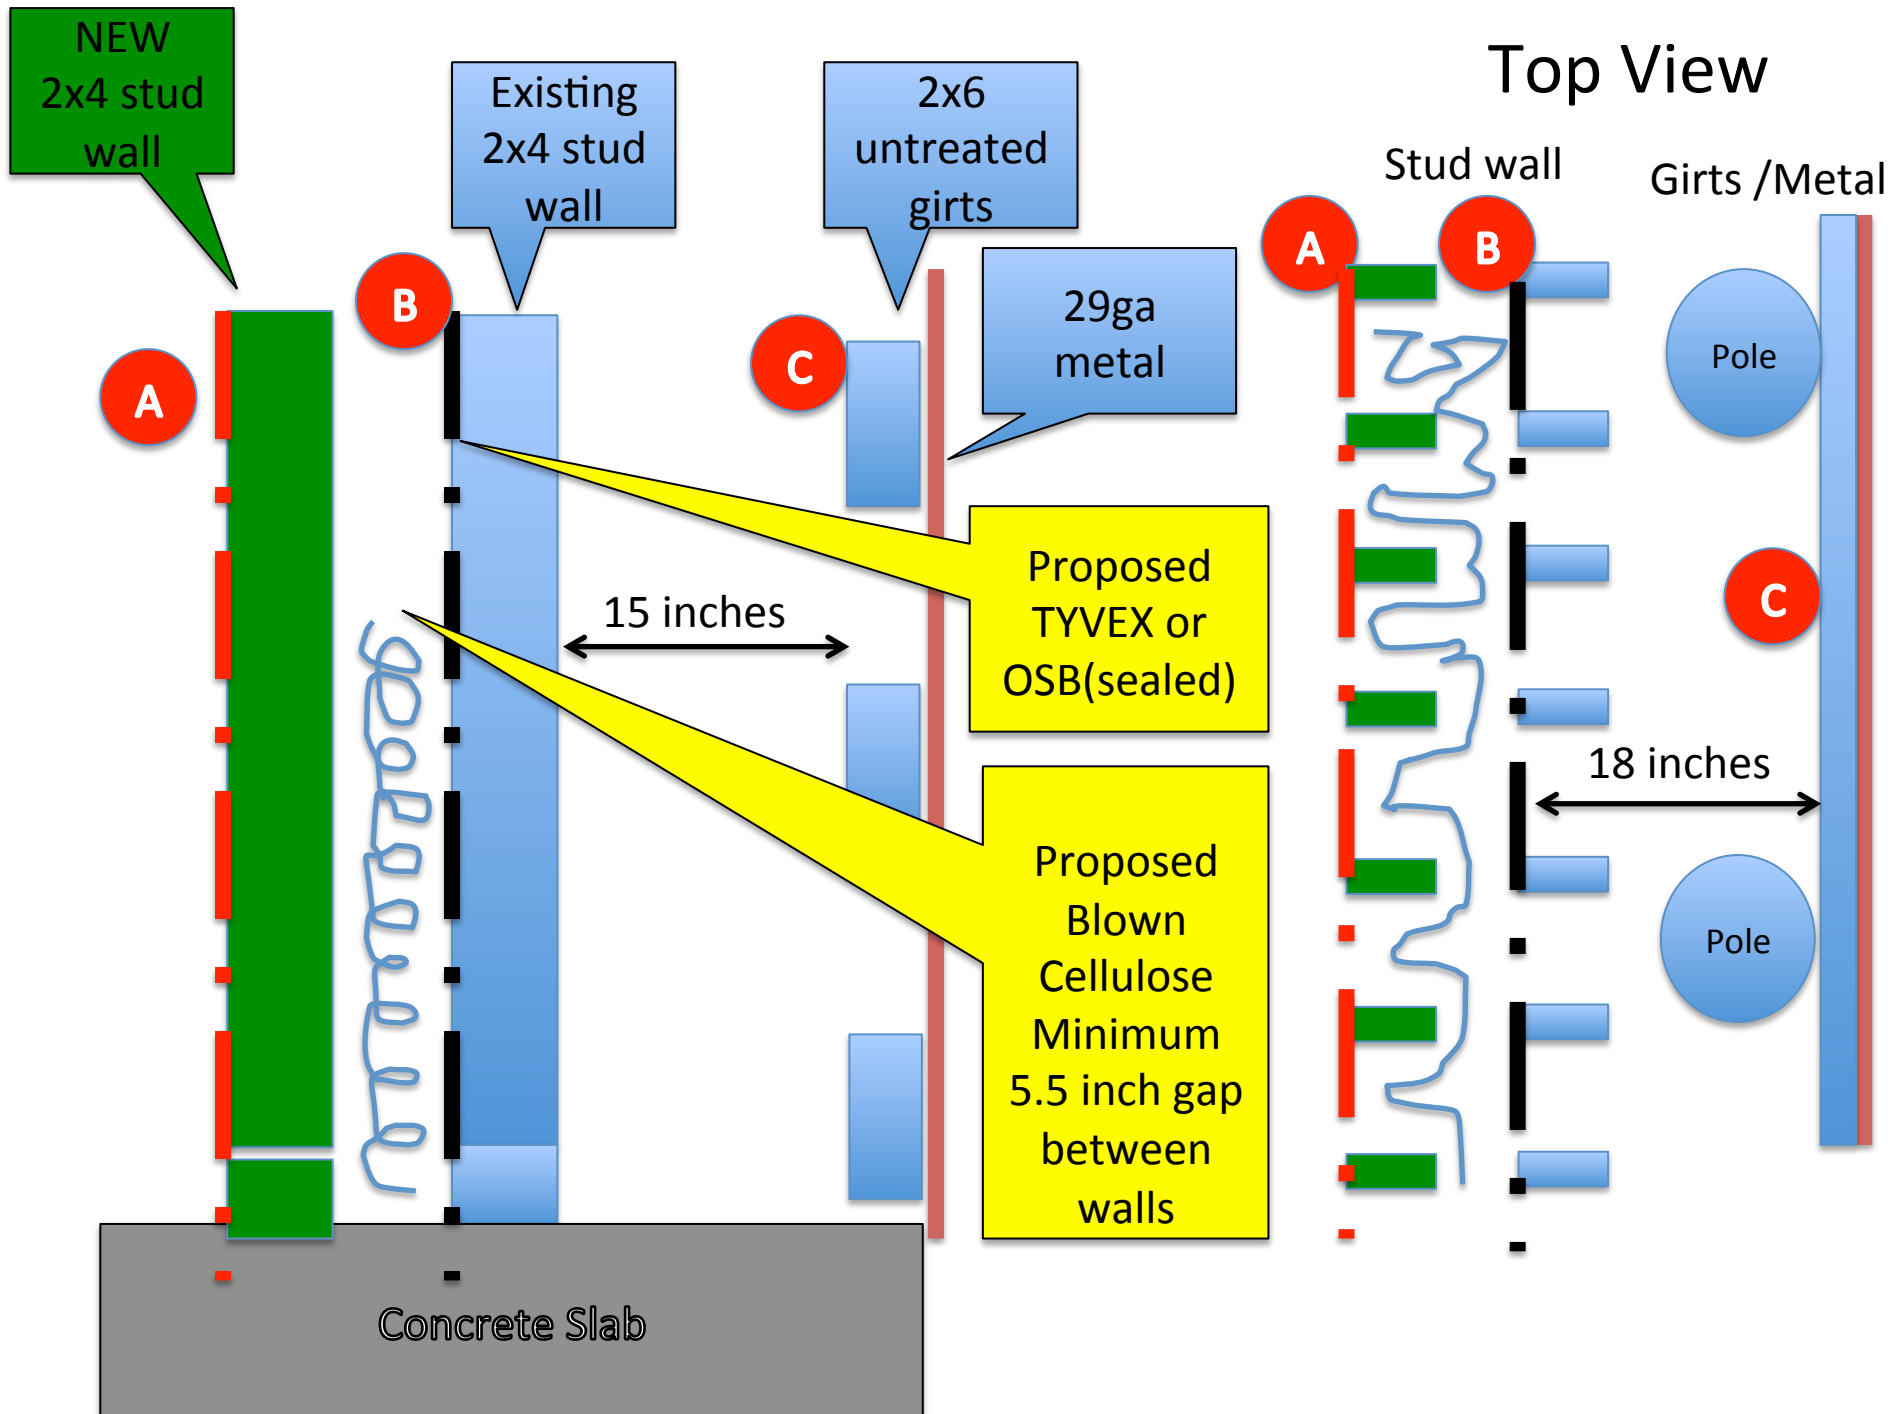 NEW
2x4 stud
wall
Existing
2x4 stud
wall
2x6
untreated
girts
29ga
metal
A
B
C
15 inches
Proposed
TYVEX or
OSB(sealed)
Proposed
Blown
Cellulose
Minimum
5.5 inch gap
between
walls
Concrete Slab
Top View
Stud wall
Girts /Metal
A
B
Pole
C
18 inches
Pole